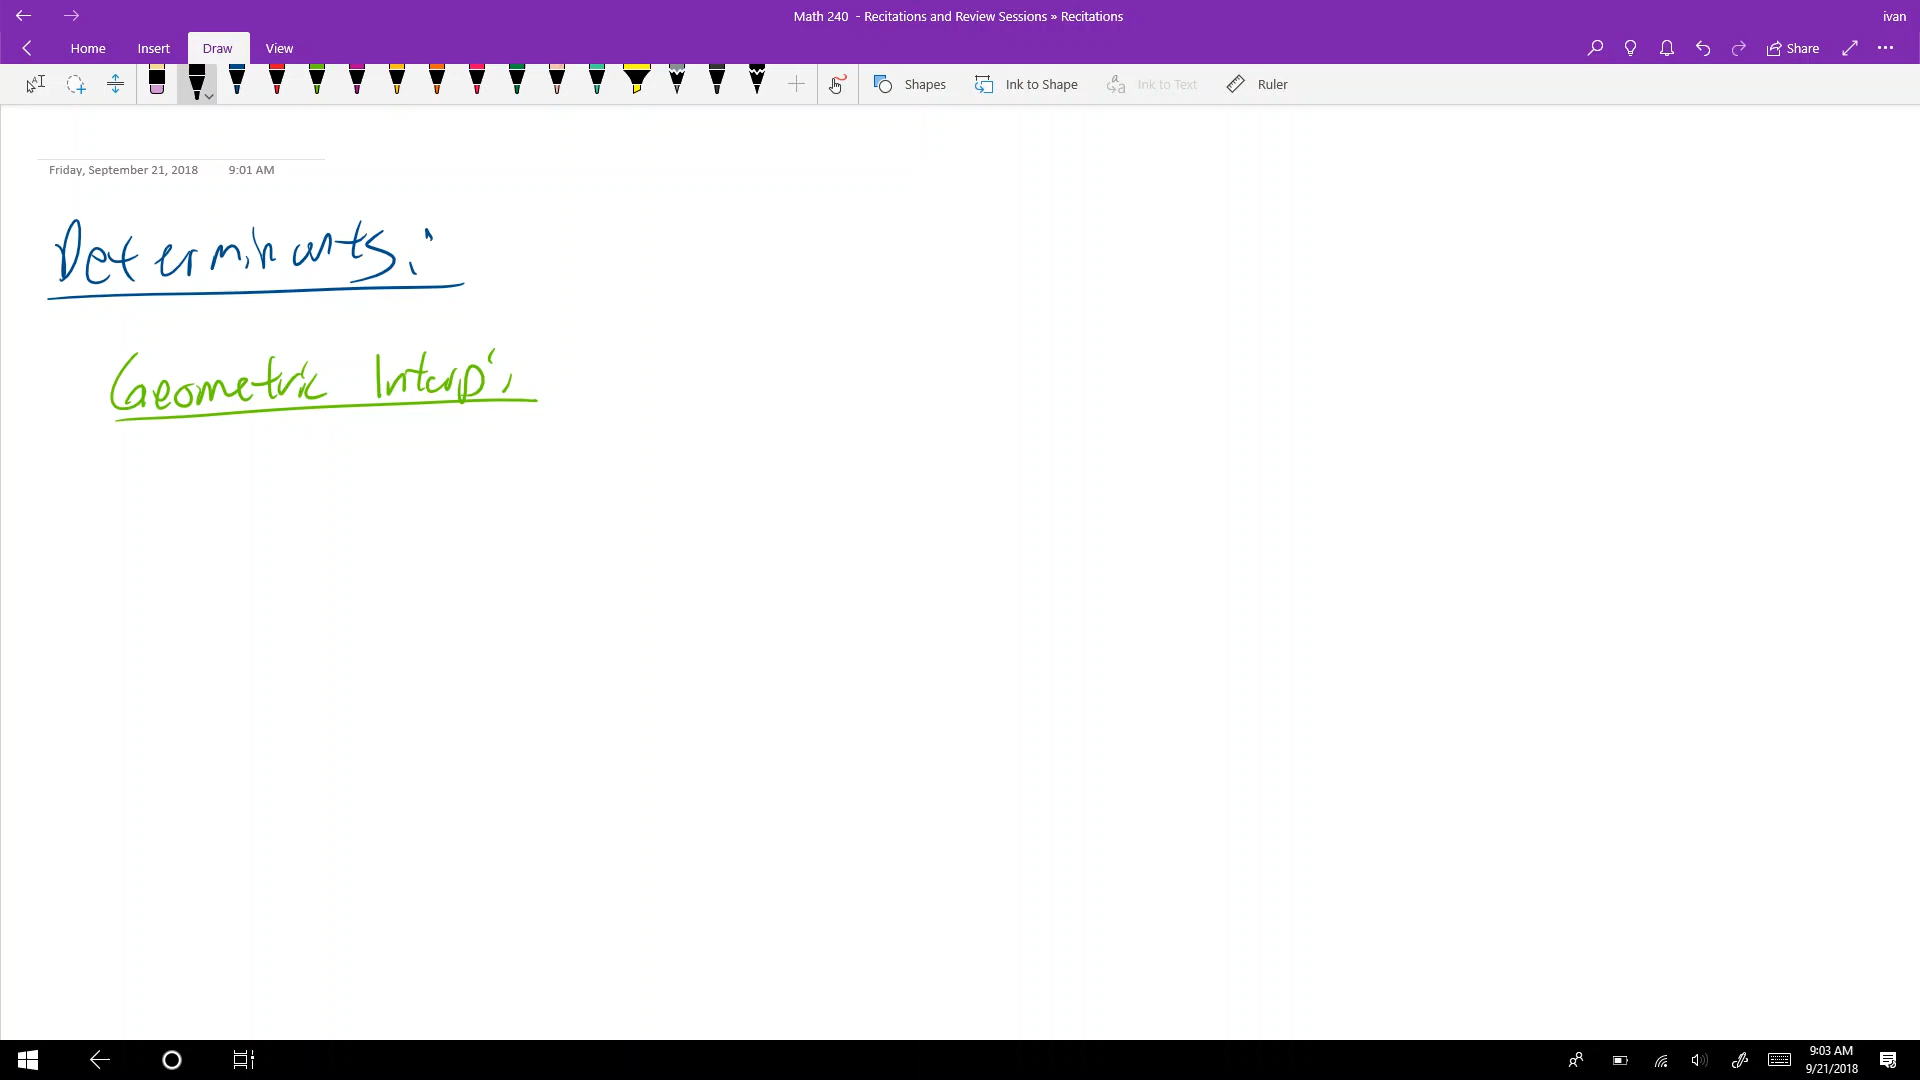 Math 240 - Recitations and Review Sessions » Recitations
ivan
Home Insert Draw View
Share
Shapes Ink to Shape Ink to Text Ruler
Friday, September 21, 2018 9:01 AM
Determinants:
Geometric Interp:
9:03 AM
9/21/2018